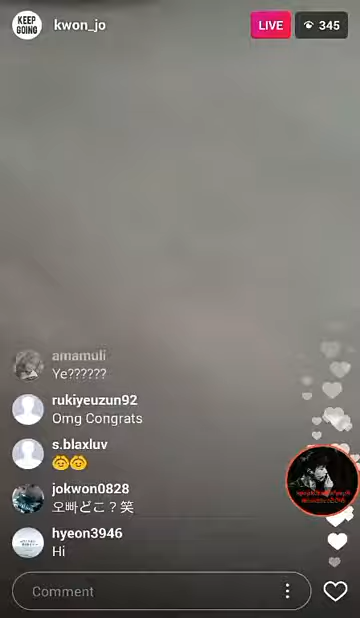 KEEP
GOING
kwon_jo
LIVE
345
amamuli
Ye??????
rukiyeuzun92
Omg Congrats
s.blaxluv
jokwon0828
오빠どこ？笑
hyeon3946
Hi
Comment